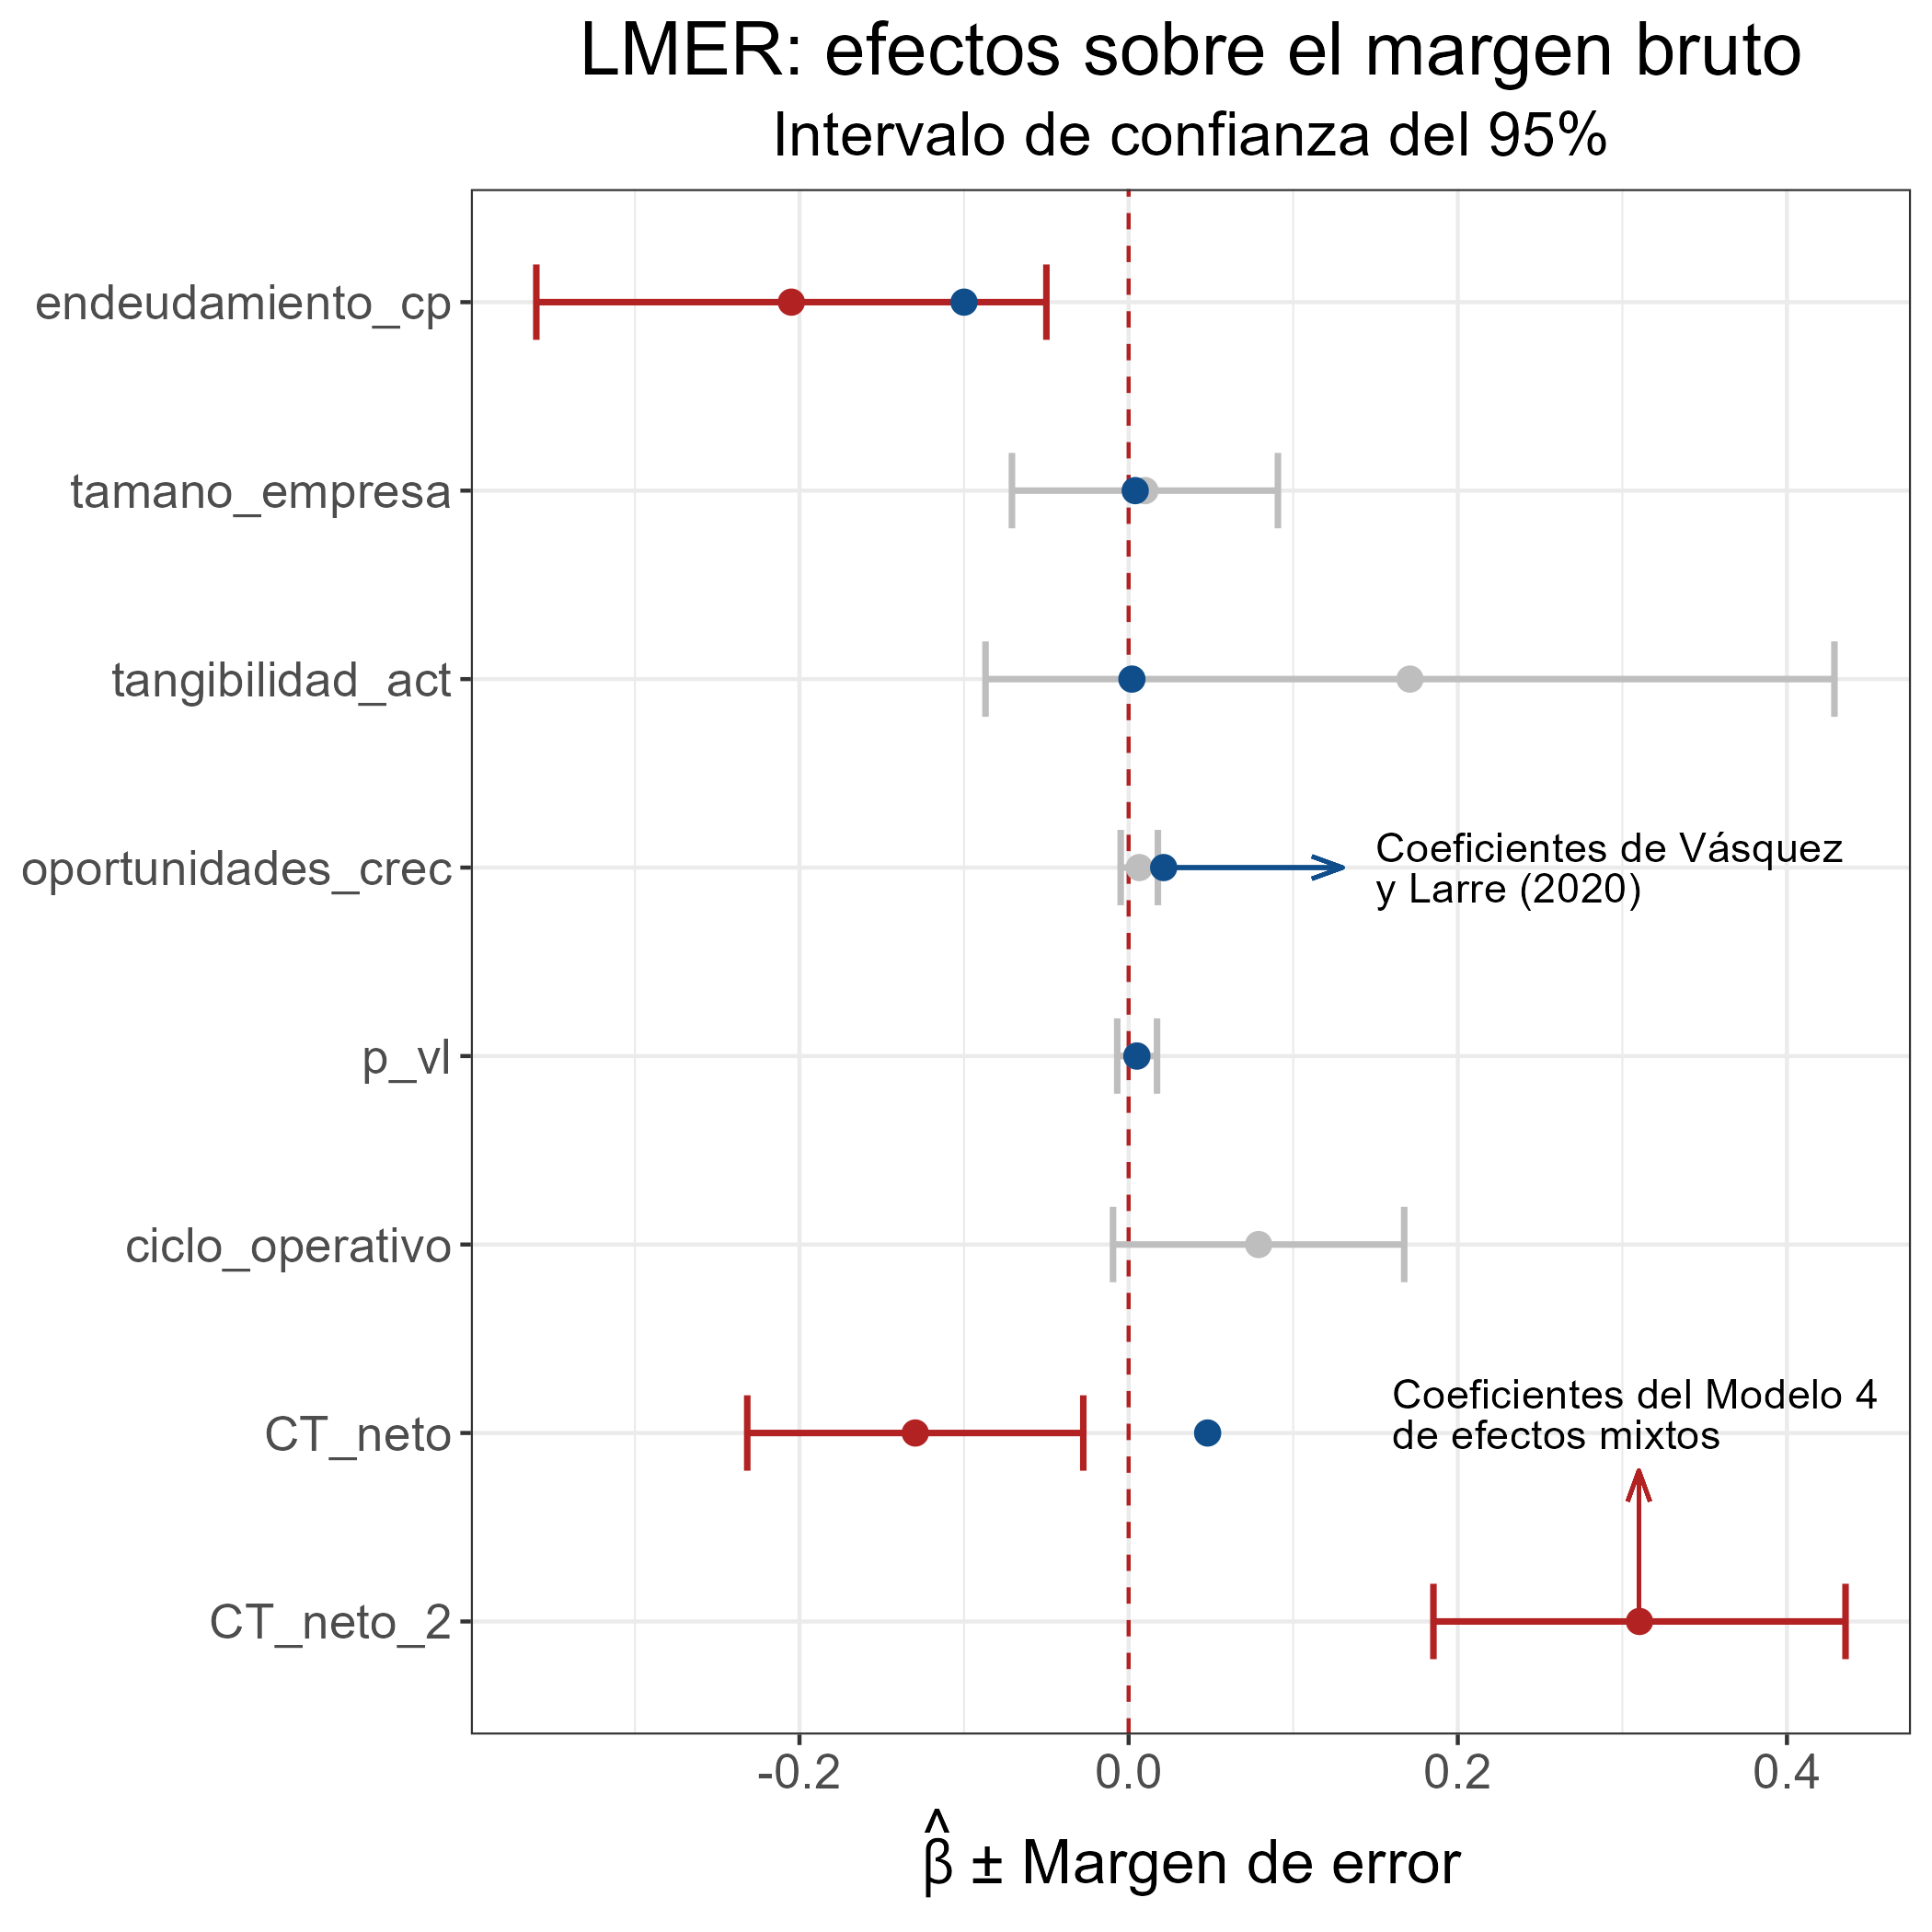 LMER: efectos sobre el margen bruto
Intervalo de confianza del 95%
endeudamiento_cp
tamano_empresa
tangibilidad_act
oportunidades_crec
Coeficientes de Vásquez
y Larre (2020)
p_vl
ciclo_operativo
CT_neto
Coeficientes del Modelo 4
de efectos mixtos
CT_neto_2
-0.2 0.0 0.2 0.4
β̂ ± Margen de error